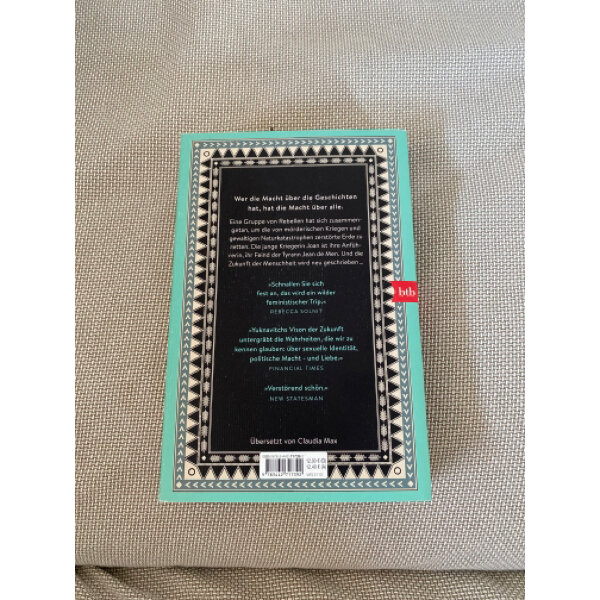 Wer die Macht über die Geschichten
hat, hat die Macht über alle.
Eine Gruppe von Rebellen hat sich zusammen-
getan, um die von mörderischen Kriegen und
gewaltigen Naturkatastrophen zerstörte Erde zu
retten. Die junge Kriegerin Joan ist ihre Anfüh-
rerin, ihr Feind der Tyrann Jean de Men. Und die
Zukunft der Menschheit wird neu geschrieben ...
»Schnallen Sie sich
fest an, das wird ein wilder
feministischer Trip.«
REBECCA SOLNIT
btb
»Yuknavitchs Vison der Zukunft
untergräbt die Wahrheiten, die wir zu
kennen glauben: über sexuelle Identität,
politische Macht – und Liebe.«
FINANCIAL TIMES
»Verstörend schön.«
NEW STATESMAN
Übersetzt von Claudia Max